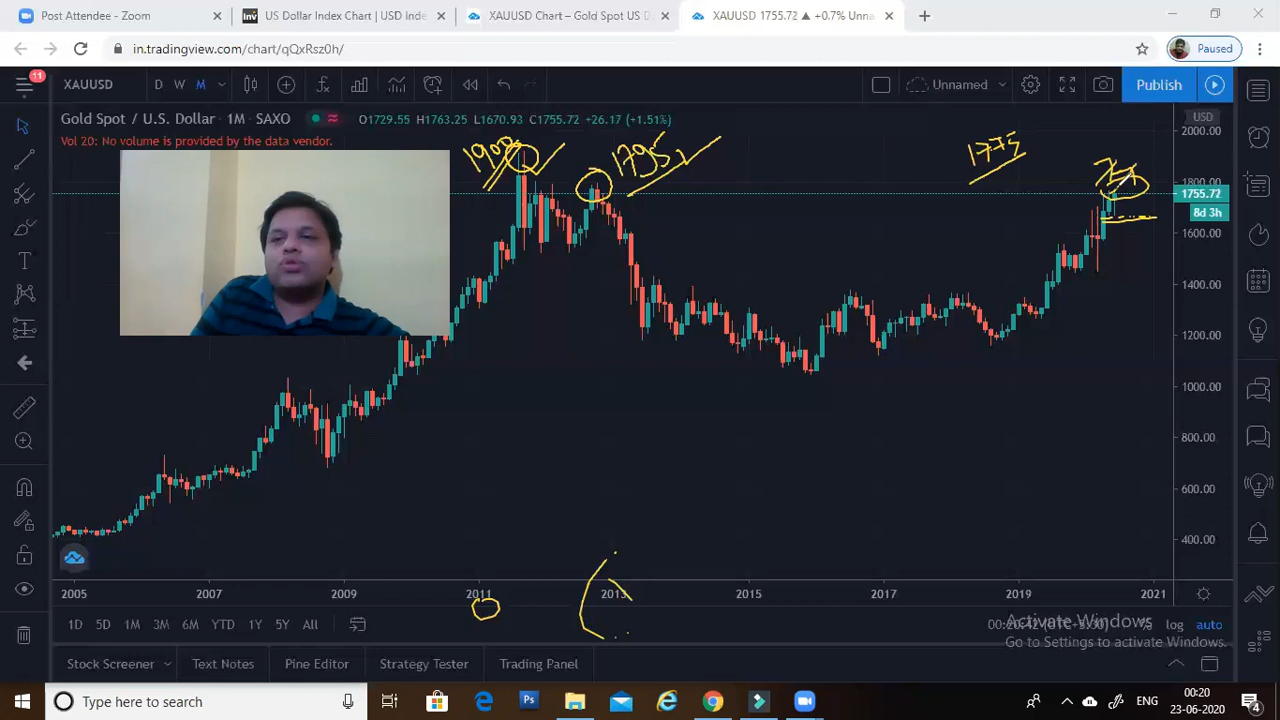 Post Attendee - Zoom
US Dollar Index Chart | USD Inde
XAUUSD Chart – Gold Spot US D
XAUUSD 1755.72 ▲ +0.7% Unna
in.tradingview.com/chart/qQxRsz0h/
Paused
11
XAUUSD
D W M
Unnamed
Publish
Gold Spot / U.S. Dollar · 1M · SAXO
O1729.55 H1763.25 L1670.93 C1755.72 +26.17 (+1.51%)
Vol 20: No volume is provided by the data vendor.
USD
2000.00
1900
1795
1775
1800.00
1755.72
8d 3h
1600.00
1400.00
1200.00
1000.00
800.00
600.00
400.00
2005 2007 2009 2011 2013 2015 2017 2019 2021
1D 5D 1M 3M 6M YTD 1Y 5Y All
% log auto
Activate Windows
Go to Settings to activate Windows.
Stock Screener Text Notes Pine Editor Strategy Tester Trading Panel
Type here to search
ENG
00:20
23-06-2020
4